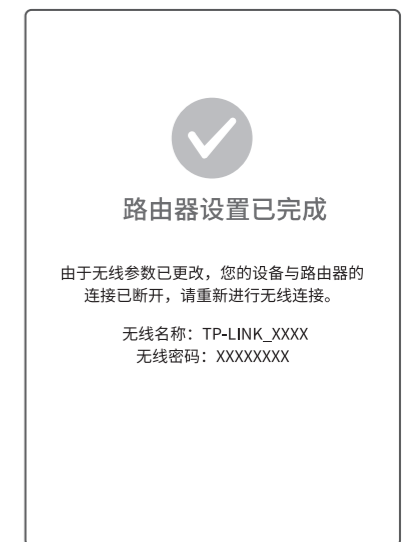 路由器设置已完成
由于无线参数已更改，您的设备与路由器的
连接已断开，请重新进行无线连接。
无线名称：TP-LINK_XXXX
无线密码：XXXXXXXX